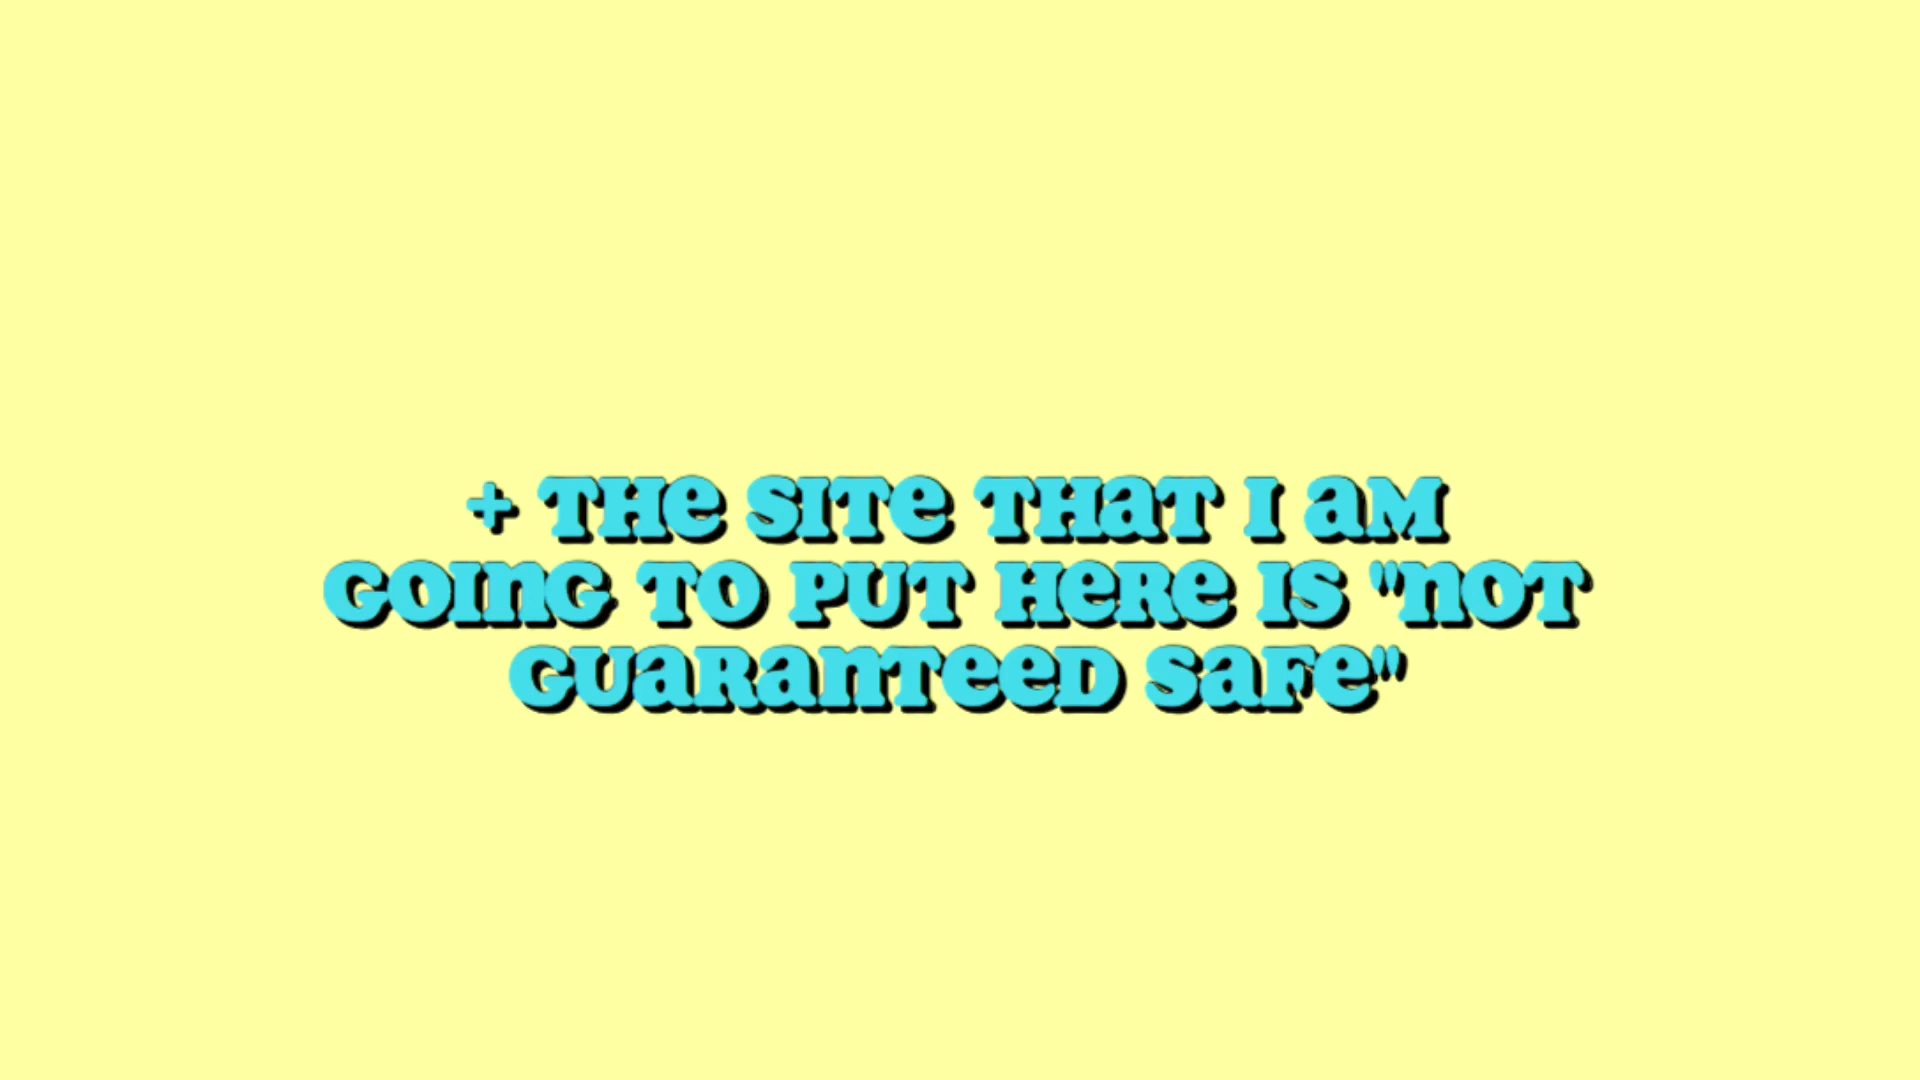 + THe SITe THaT I aM
GOInG TO PUT HeRe IS "nOT
GUaRanTeeD SaFe"